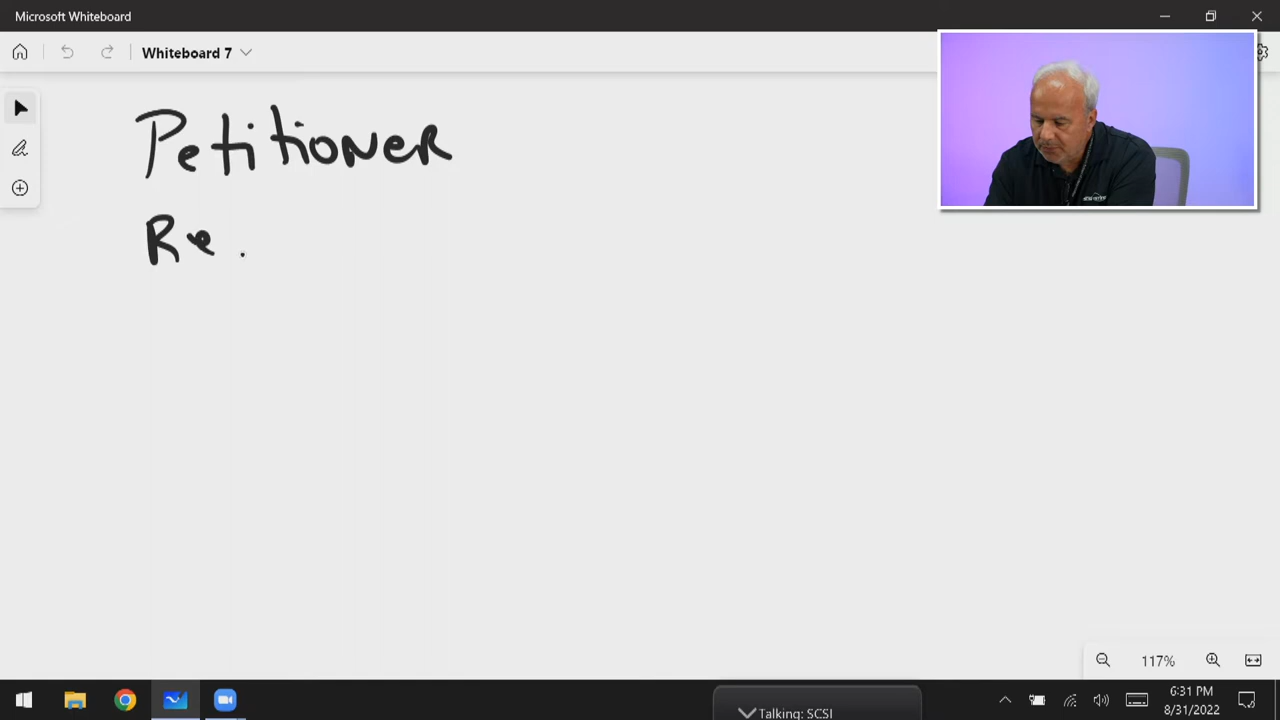 Microsoft Whiteboard
Whiteboard 7
Petitioner
Re
117%
Talking: SCSI
6:31 PM
8/31/2022